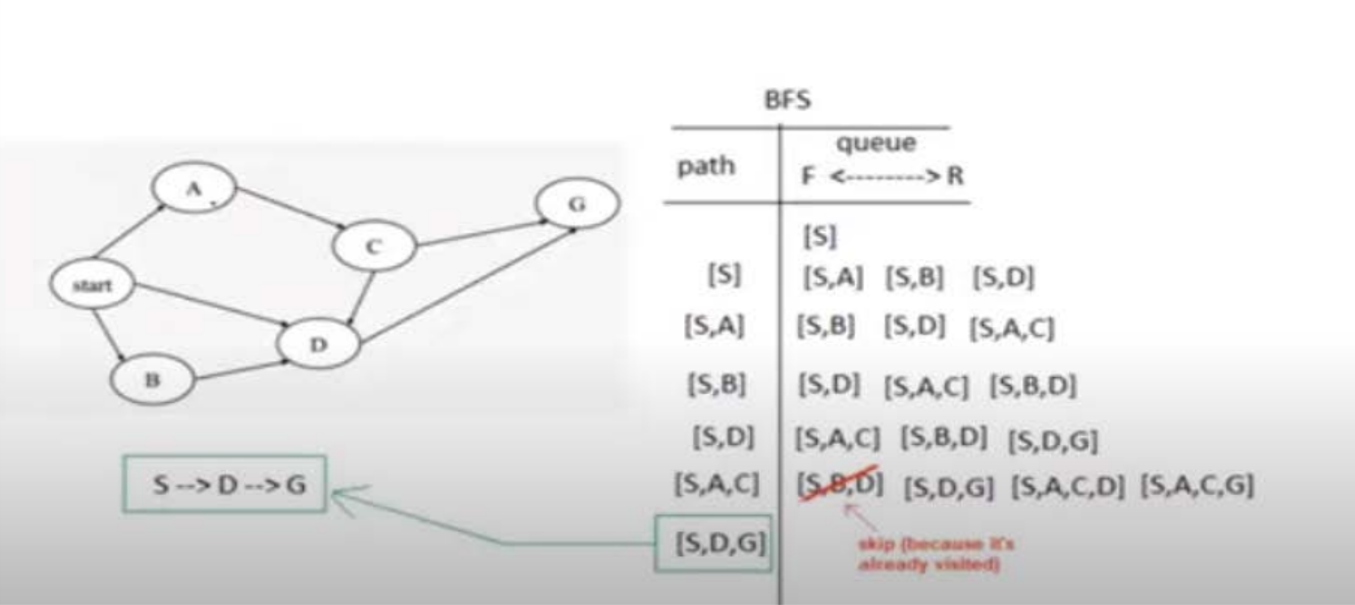 A
G
C
start
D
B
S --> D --> G
BFS
path
queue
F <--------> R
[S]
[S] [S,A] [S,B] [S,D]
[S,A] [S,B] [S,D] [S,A,C]
[S,B] [S,D] [S,A,C] [S,B,D]
[S,D] [S,A,C] [S,B,D] [S,D,G]
[S,A,C] [S,B,D] [S,D,G] [S,A,C,D] [S,A,C,G]
[S,D,G]
skip (because it's
already visited)